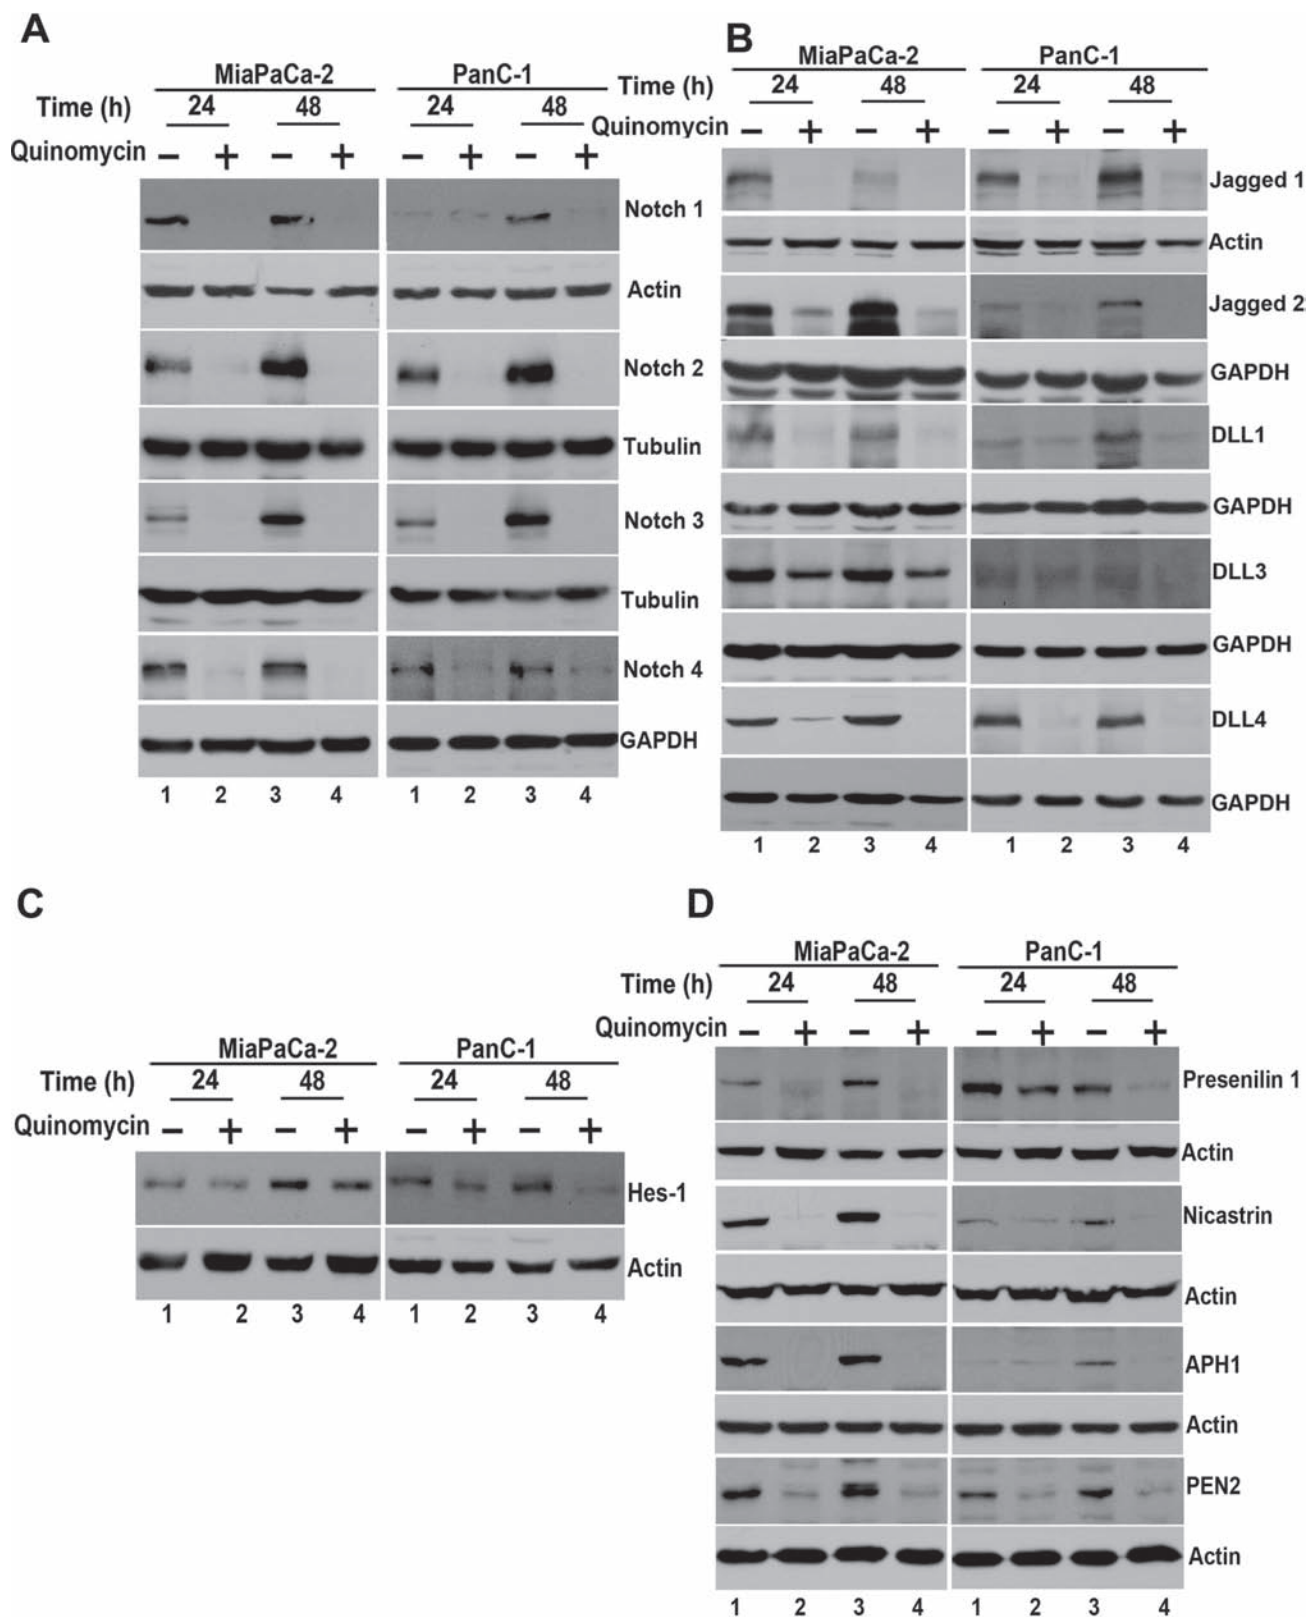 A
MiaPaCa-2 PanC-1
Time (h) 24 48 24 48
Quinomycin − + − + − + − +
Notch 1
Actin
Notch 2
Tubulin
Notch 3
Tubulin
Notch 4
GAPDH
1 2 3 4 1 2 3 4
B
MiaPaCa-2 PanC-1
Time (h) 24 48 24 48
Quinomycin − + − + − + − +
Jagged 1
Actin
Jagged 2
GAPDH
DLL1
GAPDH
DLL3
GAPDH
DLL4
GAPDH
1 2 3 4 1 2 3 4
C
MiaPaCa-2 PanC-1
Time (h) 24 48 24 48
Quinomycin − + − + − + − +
Hes-1
Actin
1 2 3 4 1 2 3 4
D
MiaPaCa-2 PanC-1
Time (h) 24 48 24 48
Quinomycin − + − + − + − +
Presenilin 1
Actin
Nicastrin
Actin
APH1
Actin
PEN2
Actin
1 2 3 4 1 2 3 4